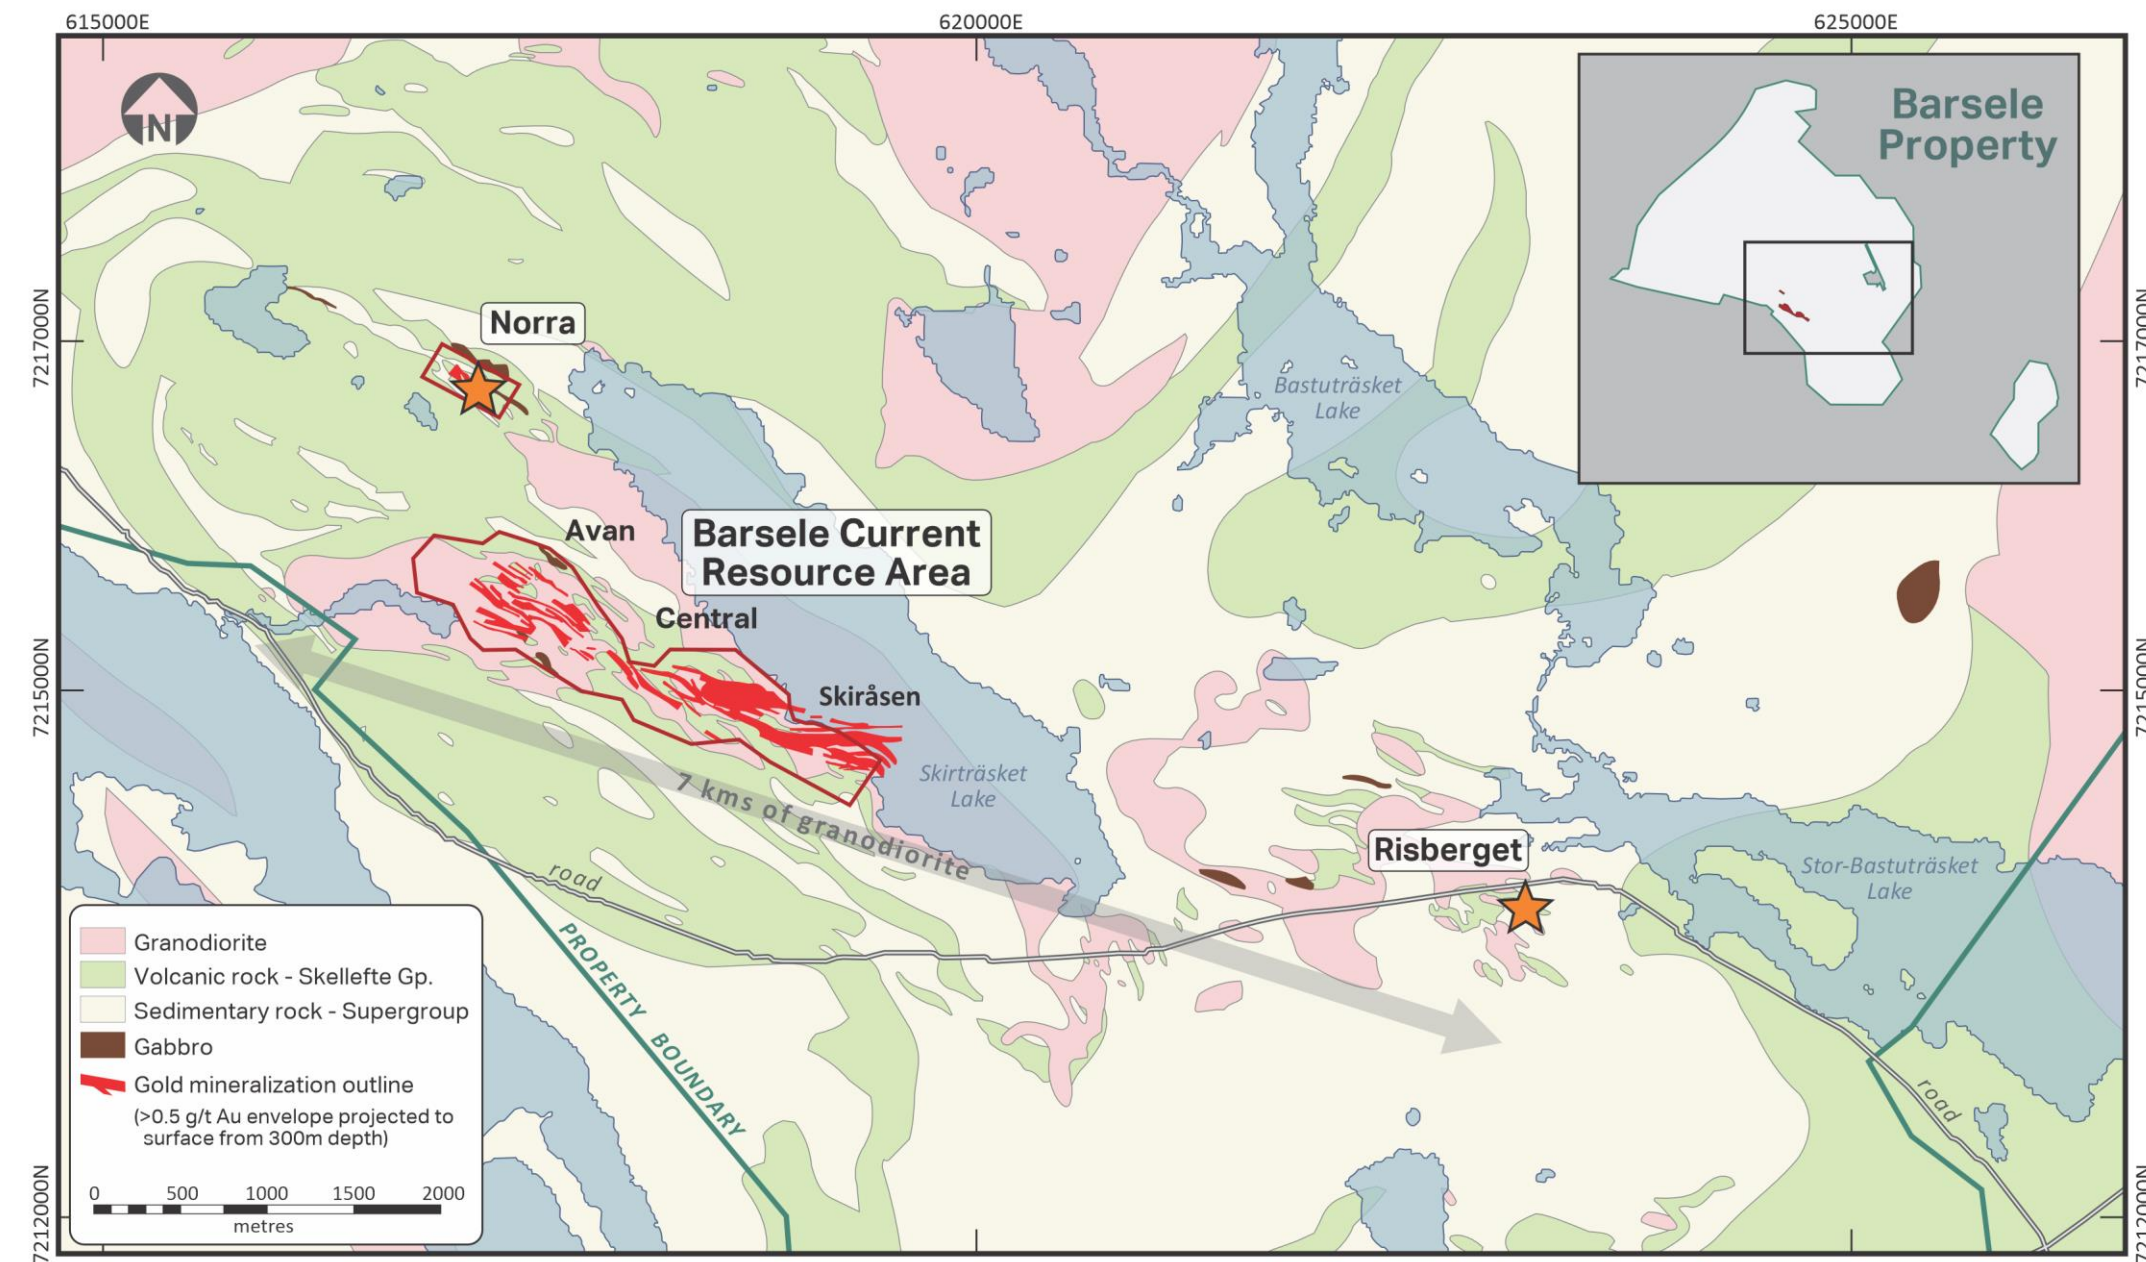 615000E
620000E
625000E
N
Barsele
Property
7217000N
7217000N
Norra
Bastuträsket
Lake
Avan
Barsele Current
Resource Area
Central
7215000N
7215000N
Skiråsen
Skirträsket
Lake
7 kms of granodiorite
Risberget
Stor-Bastuträsket
Lake
road
PROPERTY BOUNDARY
road
Granodiorite
Volcanic rock - Skellefte Gp.
Sedimentary rock - Supergroup
Gabbro
Gold mineralization outline
(>0.5 g/t Au envelope projected to
surface from 300m depth)
0 500 1000 1500 2000
metres
7212000N
7212000N